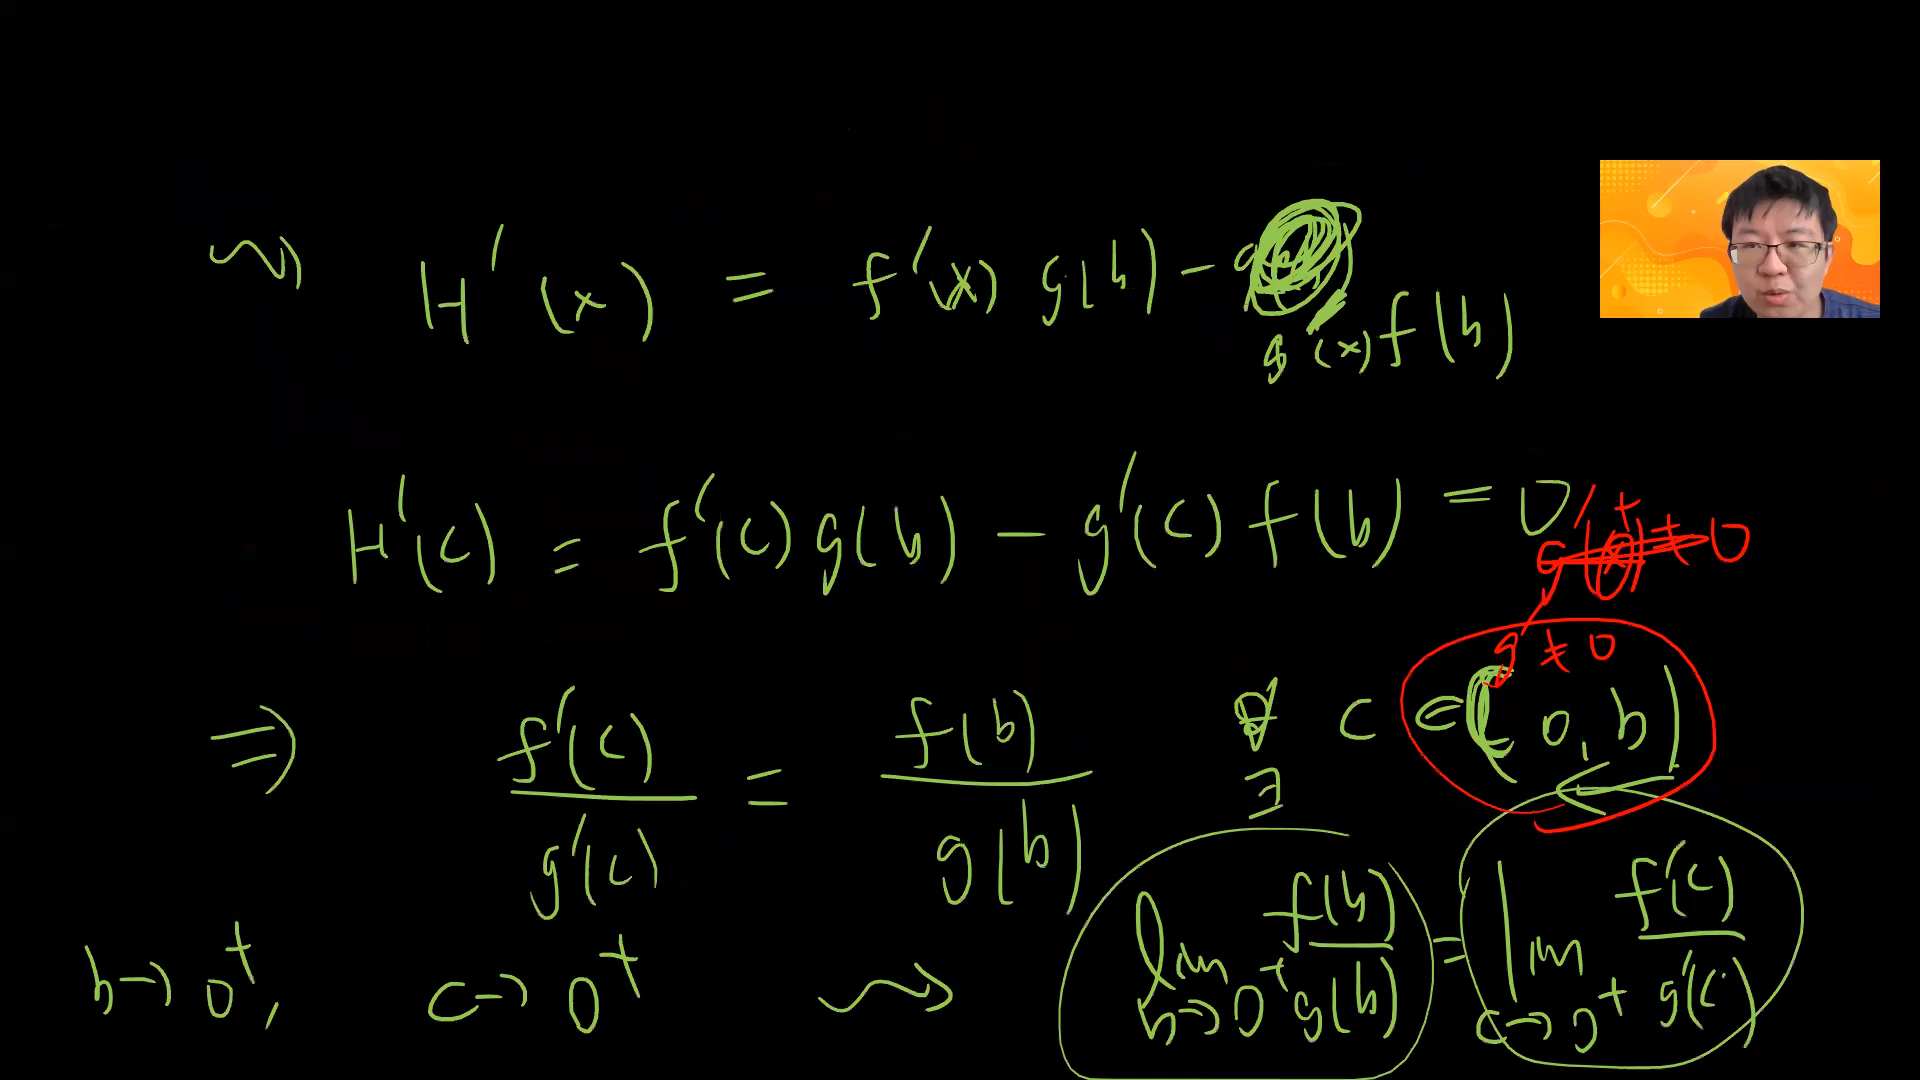 ⇝ H'(x) = f'(x) g(b) - g'(x) f(b)
H'(c) = f'(c) g(b) - g'(c) f(b) = 0
g ≠ 0
⇒ f'(c)/g'(c) = f(b)/g(b) ∃ c ∈ (0, b)
b → 0⁺, c → 0⁺ ⇝ lim b→0⁺ f(b)/g(b) = lim c→0⁺ f'(c)/g'(c)